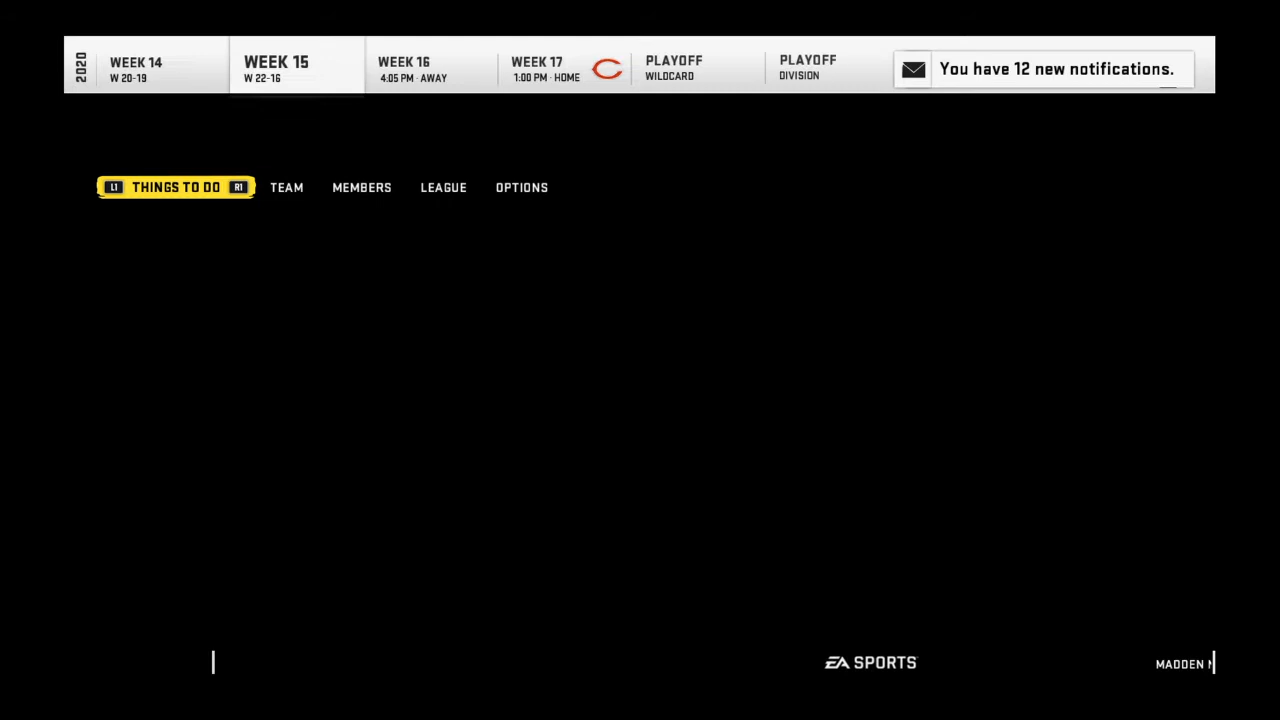 2020
WEEK 14
W 20-19
WEEK 15
W 22-16
WEEK 16
4:05 PM · AWAY
WEEK 17
1:00 PM · HOME
PLAYOFF
WILDCARD
PLAYOFF
DIVISION
You have 12 new notifications.
L1 THINGS TO DO R1 TEAM MEMBERS LEAGUE OPTIONS
EA SPORTS
MADDEN